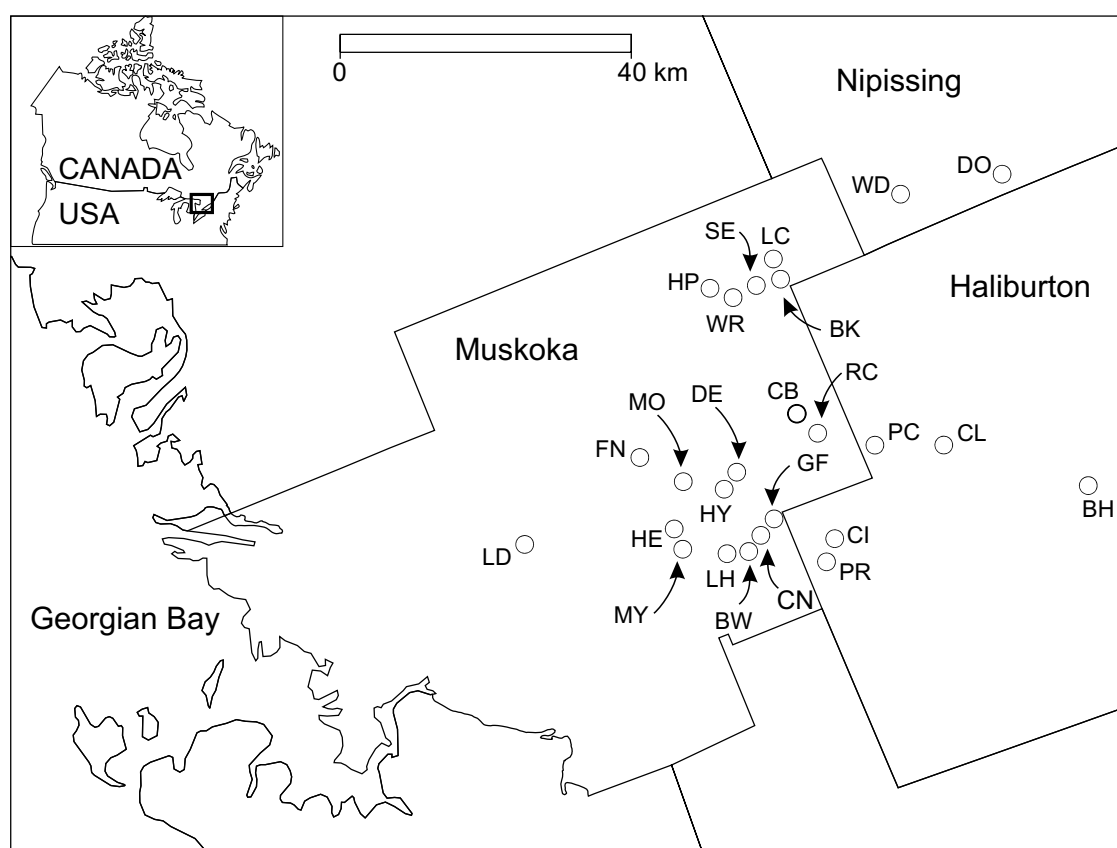 CANADA
USA
0
40 km
Nipissing
DO
WD
SE
LC
HP
WR
BK
Haliburton
Muskoka
RC
CB
DE
MO
FN
PC
CL
GF
HY
BH
HE
LD
CI
LH
PR
CN
MY
BW
Georgian Bay